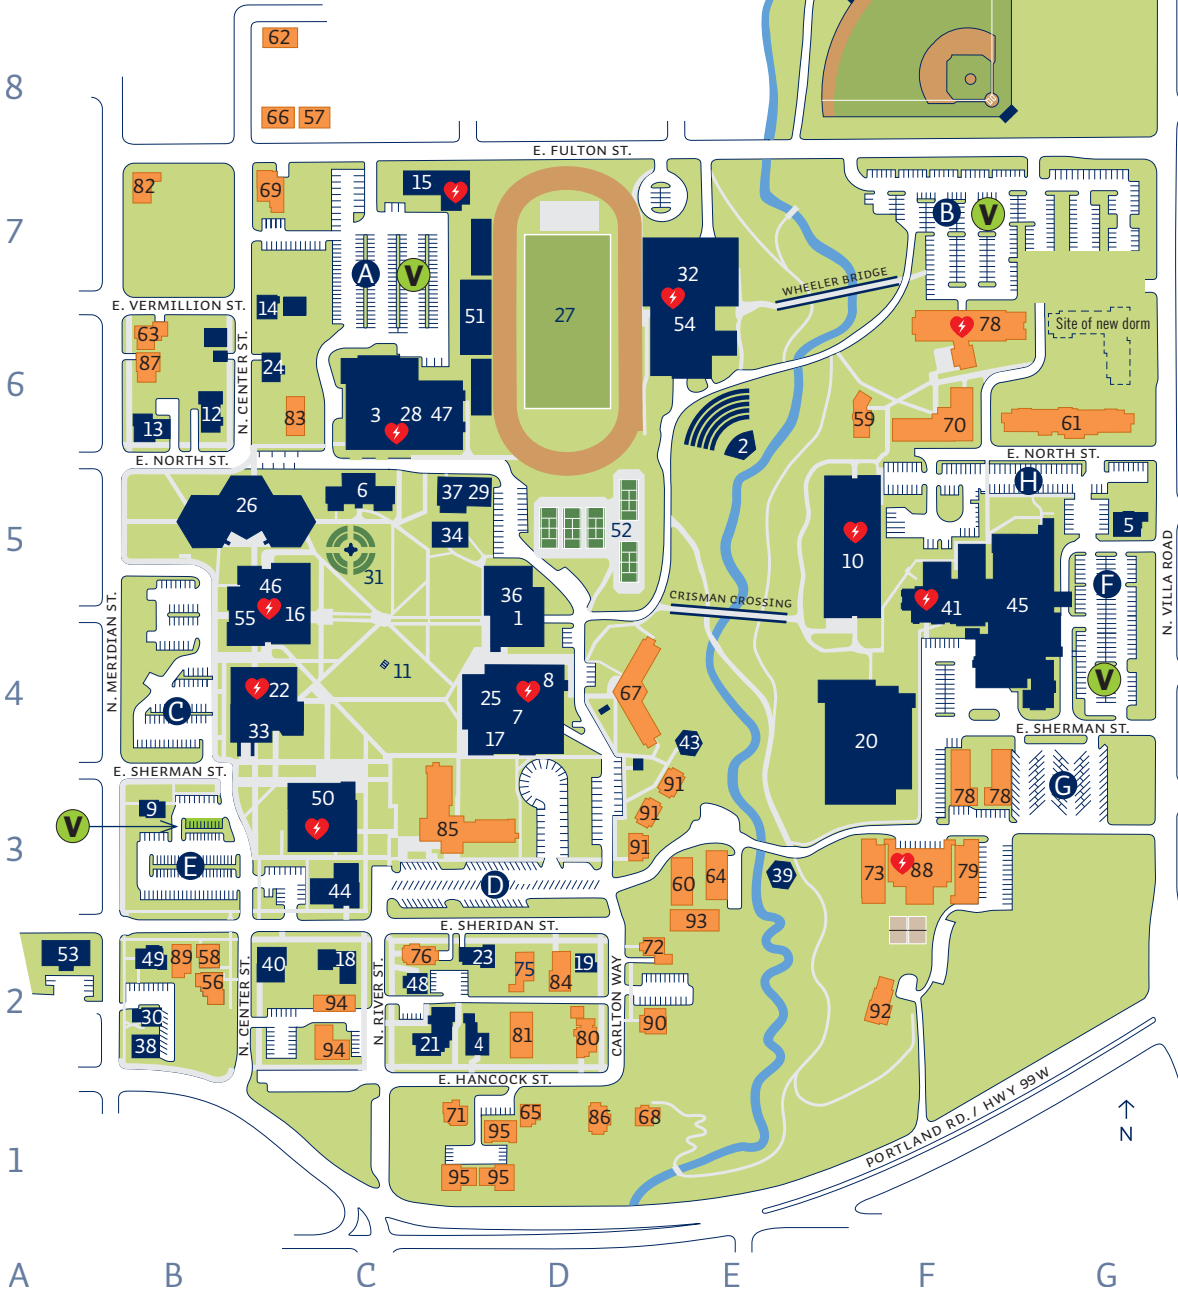 62
8
66 57
E. FULTON ST.
82
69
15
7
A V
B V
32
WHEELER BRIDGE
E. VERMILLION ST.
14
51
27
54
78
Site of new dorm
63
87
24
6
N. CENTER ST.
12
13
83
3 28 47
2
59
70
61
E. NORTH ST.
E. NORTH ST.
26
6
37 29
H
5
34
52
31
10
5
N. VILLA ROAD
46
55 16
36
1
CRISMAN CROSSING
41
45
F
N. MERIDIAN ST.
11
4
C
22
33
25 8
7
17
67
43
20
V
E. SHERMAN ST.
E. SHERMAN ST.
9
V
50
85
91
91
91
78 78
G
3
E
44
D
60 64
39
73 88 79
93
E. SHERIDAN ST.
53
49 89 58
56
40
18
76
23
75
84
19
72
48
N. CENTER ST.
N. RIVER ST.
CARLTON WAY
2
30
38
94
94
21
4
81
80
90
92
E. HANCOCK ST.
71
65
86
68
95
95 95
PORTLAND RD. / HWY 99W
N
1
A B C D E F G